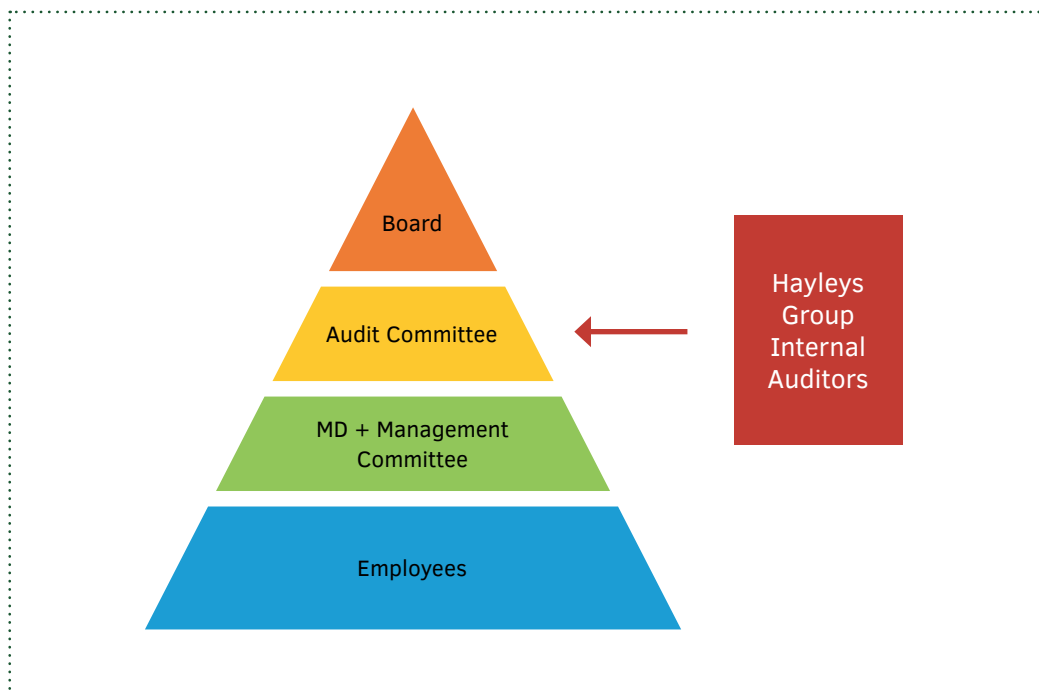 Board
Audit Committee
MD + Management
Committee
Employees
Hayleys
Group
Internal
Auditors